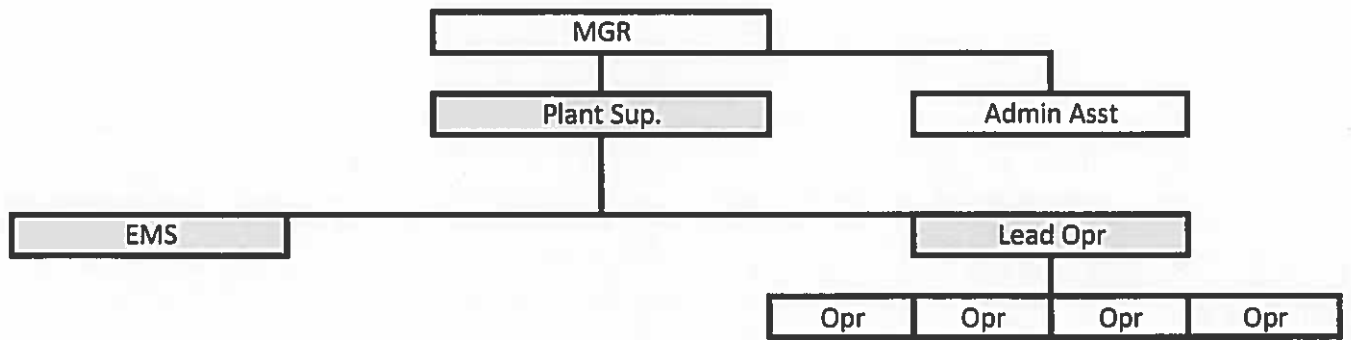 MGR
Plant Sup.
Admin Asst
EMS
Lead Opr
Opr Opr Opr Opr